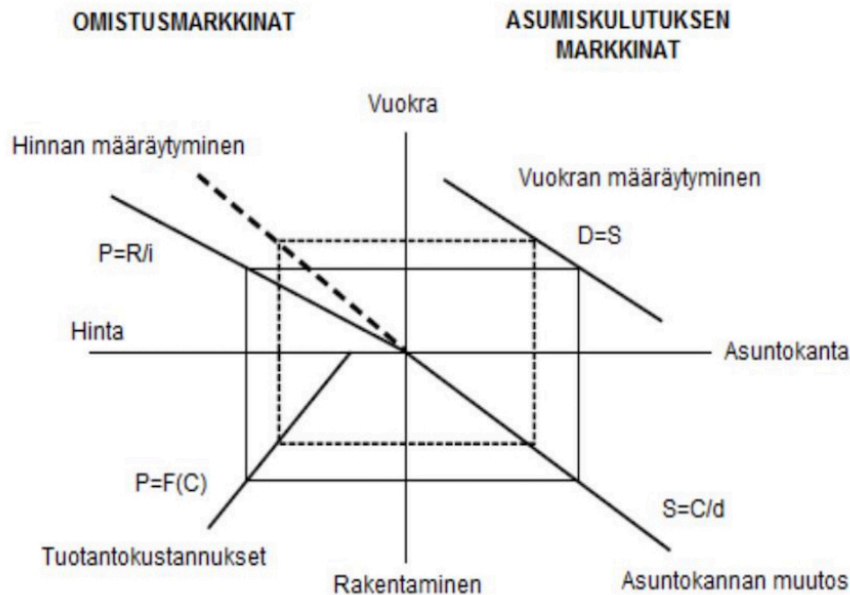 OMISTUSMARKKINAT
ASUMISKULUTUKSEN
MARKKINAT
Vuokra
Hinnan määräytyminen
Vuokran määräytyminen
D=S
P=R/i
Hinta
Asuntokanta
P=F(C)
S=C/d
Tuotantokustannukset
Rakentaminen
Asuntokannan muutos